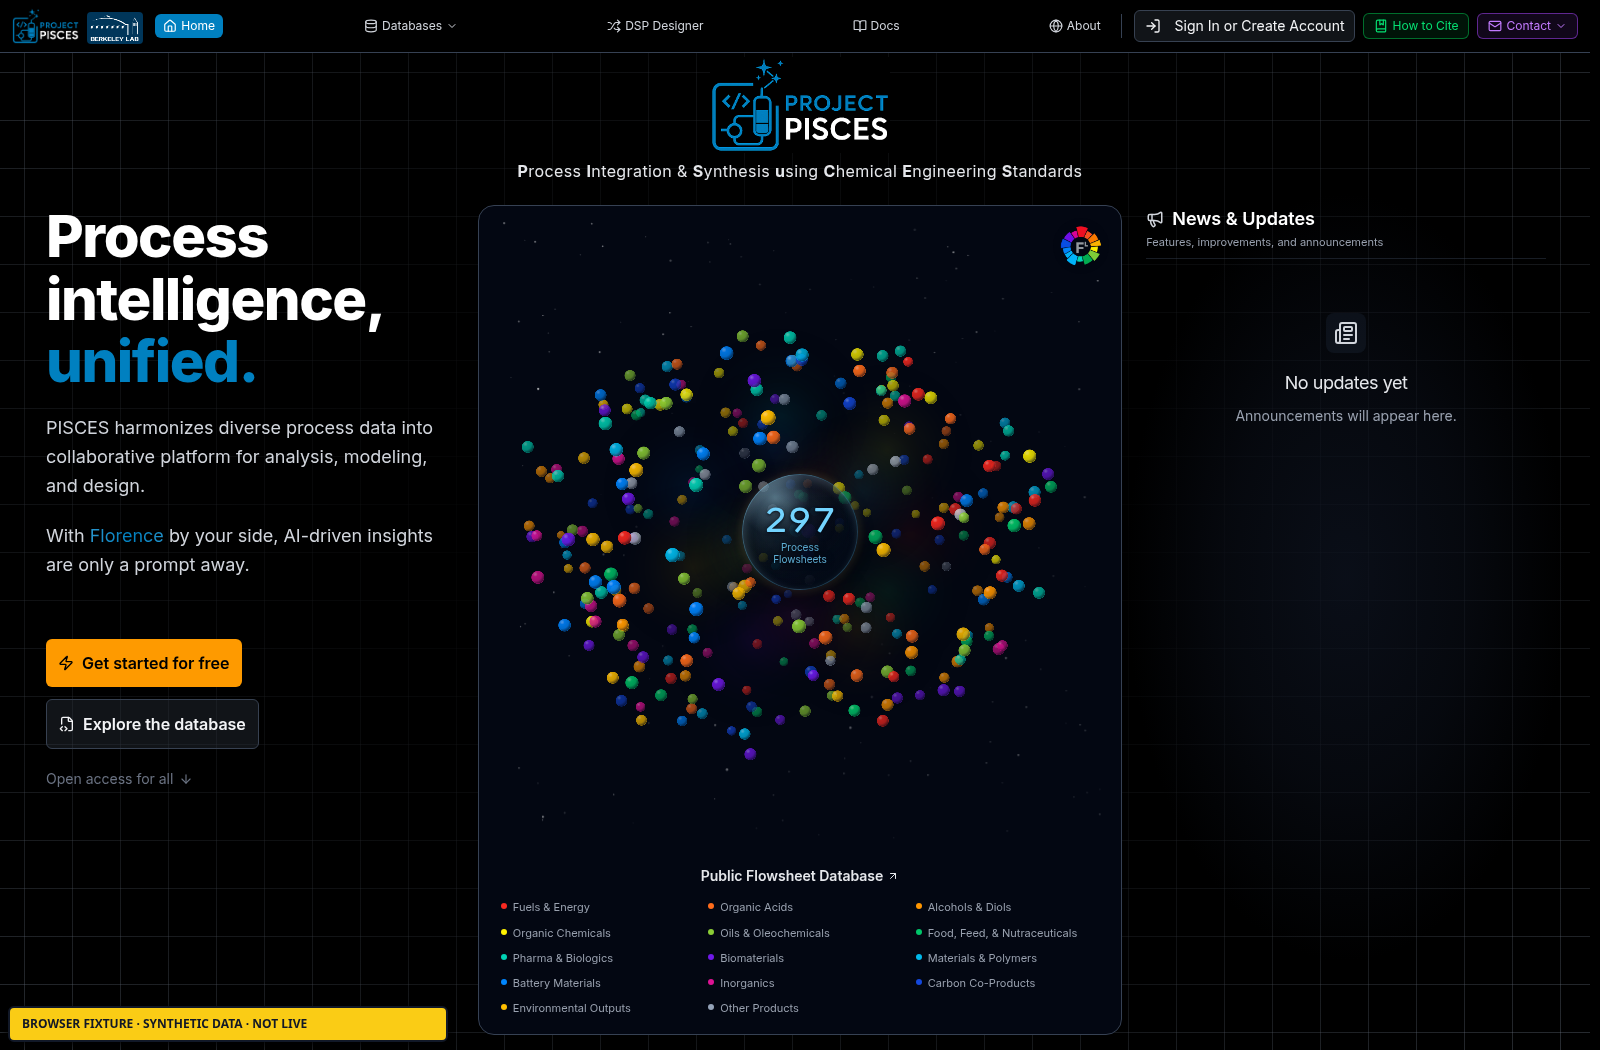 PROJECT
PISCES
BERKELEY LAB
Home
Databases
DSP Designer
Docs
About
Sign In or Create Account
How to Cite
Contact
PROJECT
PISCES
Process Integration & Synthesis using Chemical Engineering Standards
Process
intelligence,
unified.
PISCES harmonizes diverse process data into
collaborative platform for analysis, modeling,
and design.
With Florence by your side, AI-driven insights
are only a prompt away.
Get started for free
Explore the database
Open access for all
297
Process
Flowsheets
Public Flowsheet Database
Fuels & Energy
Organic Acids
Alcohols & Diols
Organic Chemicals
Oils & Oleochemicals
Food, Feed, & Nutraceuticals
Pharma & Biologics
Biomaterials
Materials & Polymers
Battery Materials
Inorganics
Carbon Co-Products
Environmental Outputs
Other Products
News & Updates
Features, improvements, and announcements
No updates yet
Announcements will appear here.
BROWSER FIXTURE · SYNTHETIC DATA · NOT LIVE